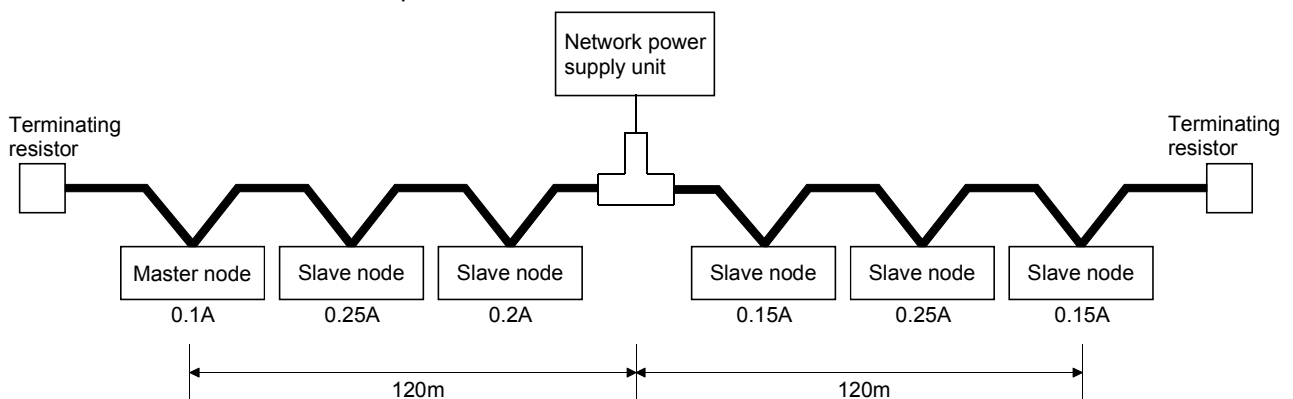 Network power
supply unit
Terminating
resistor
Terminating
resistor
Master node
Slave node
Slave node
Slave node
Slave node
Slave node
0.1A
0.25A
0.2A
0.15A
0.25A
0.15A
120m
120m